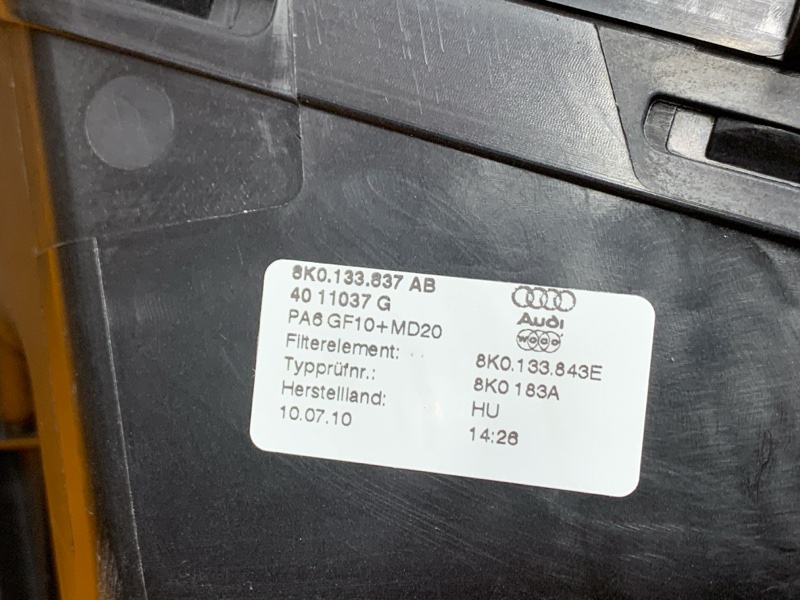 8K0.133.837 AB
40 11037 G
PA6 GF10+MD20
Audi
WOCO
Filterelement: 8K0.133.843E
Typprüfnr.: 8K0 183A
Herstellland: HU
10.07.10 14:26